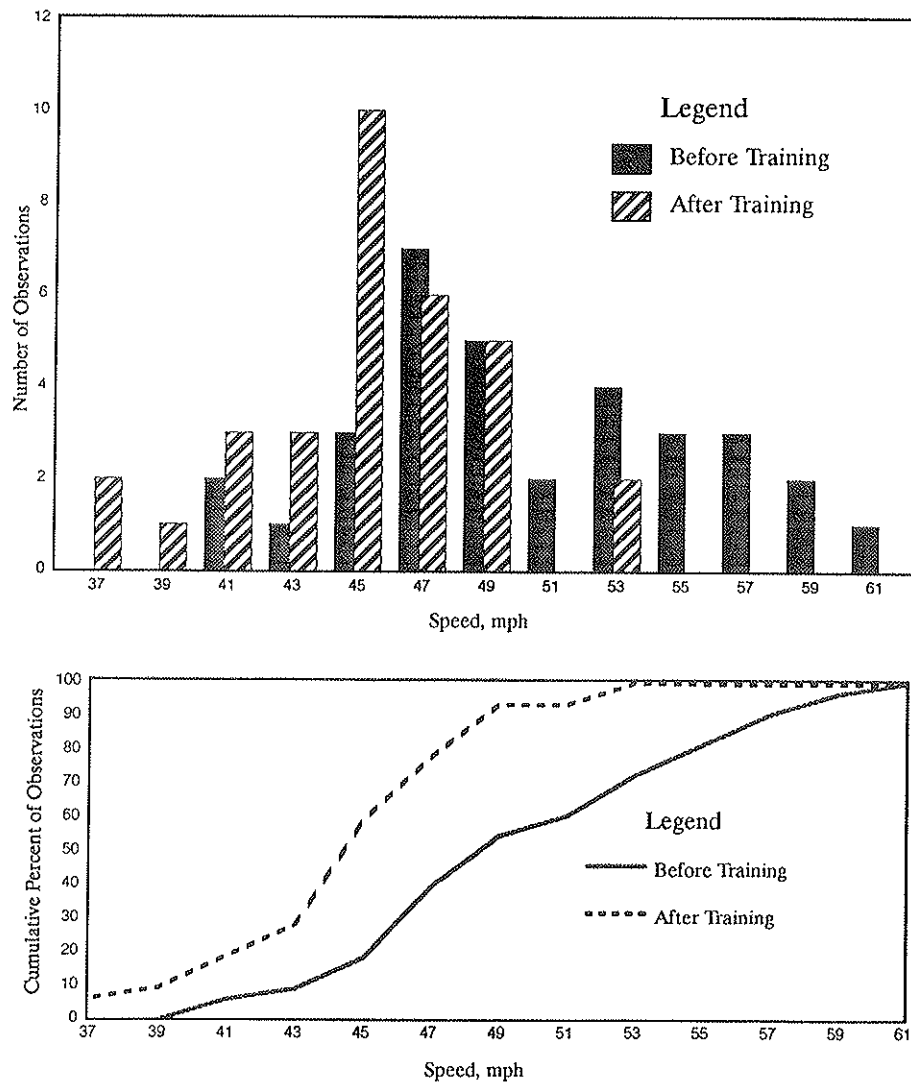 12
10
8
6
4
2
0
Number of Observations
Legend
Before Training
After Training
37 39 41 43 45 47 49 51 53 55 57 59 61
Speed, mph
100
90
80
70
60
50
40
30
20
10
0
Cumulative Percent of Observations
Legend
Before Training
After Training
37 39 41 43 45 47 49 51 53 55 57 59 61
Speed, mph